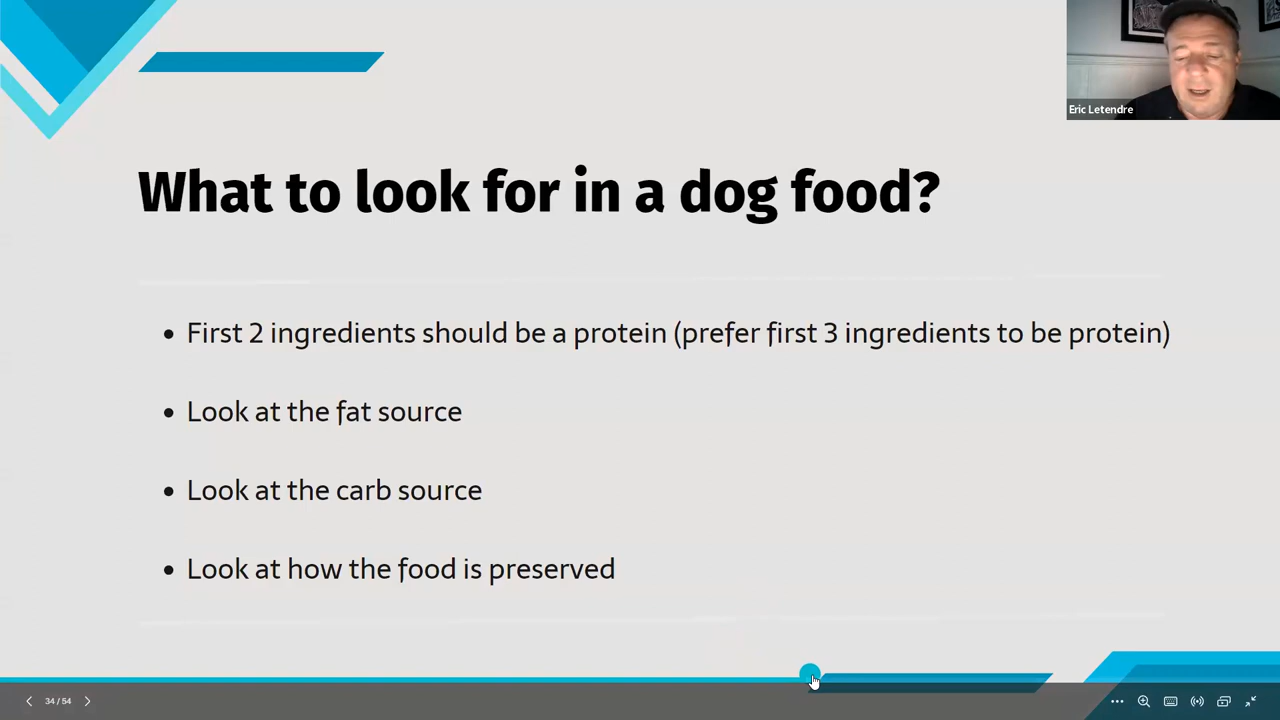 Eric Letendre
What to look for in a dog food?
• First 2 ingredients should be a protein (prefer first 3 ingredients to be protein)
• Look at the fat source
• Look at the carb source
• Look at how the food is preserved
34 / 54